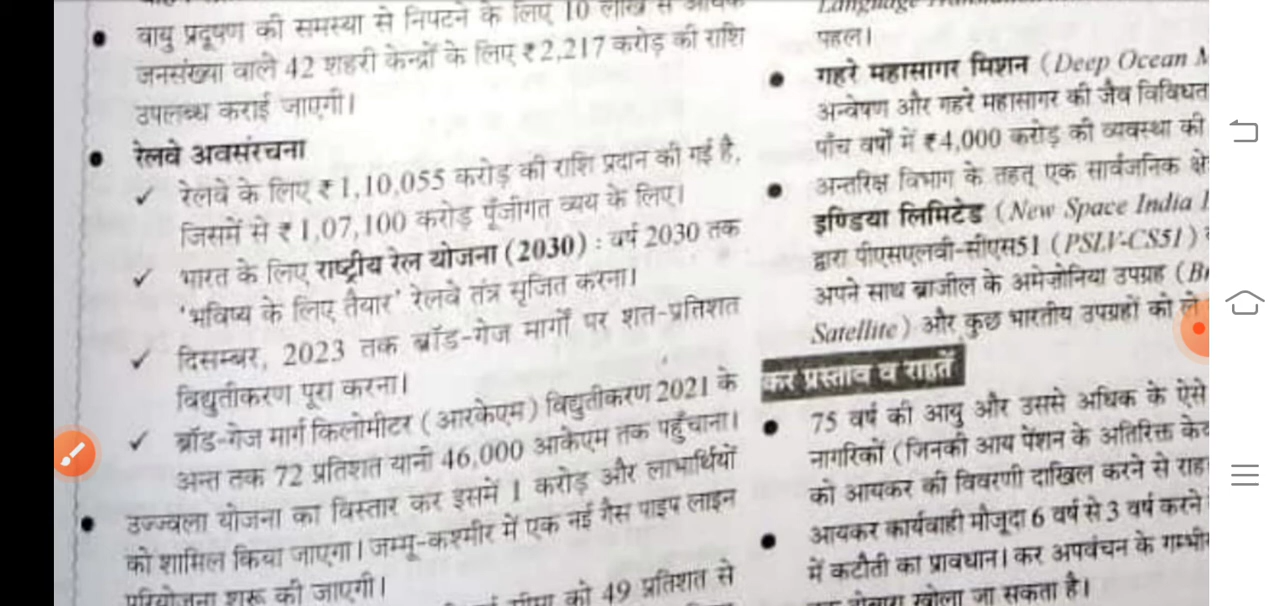 वायु प्रदूषण की समस्या से निपटने के लिए 10 लाख से अधिक
जनसंख्या वाले 42 शहरी केन्द्रों के लिए ₹2,217 करोड़ की राशि
उपलब्ध कराई जाएगी।
रेलवे अवसंरचना
✓ रेलवे के लिए ₹1,10,055 करोड़ की राशि प्रदान की गई है,
जिसमें से ₹1,07,100 करोड़ पूँजीगत व्यय के लिए।
✓ भारत के लिए राष्ट्रीय रेल योजना (2030) : वर्ष 2030 तक
'भविष्य के लिए तैयार' रेलवे तंत्र सृजित करना।
✓ दिसम्बर, 2023 तक ब्रॉड-गेज मार्गों पर शत-प्रतिशत
विद्युतीकरण पूरा करना।
✓ ब्रॉड-गेज मार्ग किलोमीटर (आरकेएम) विद्युतीकरण 2021 के
अन्त तक 72 प्रतिशत यानी 46,000 आकेएम तक पहुँचाना।
उज्ज्वला योजना का विस्तार कर इसमें 1 करोड़ और लाभार्थियों
को शामिल किया जाएगा। जम्मू-कश्मीर में एक नई गैस पाइप लाइन
परियोजना शुरू की जाएगी।
सीमा को 49 प्रतिशत से
Language
पहल।
गहरे महासागर मिशन (Deep Ocean
अन्वेषण और गहरे महासागर की जैव
पाँच वर्षों में ₹4,000 करोड़ की व्यवस्था की
अन्तरिक्ष विभाग के तहत् एक सार्वजनिक
इण्डिया लिमिटेड (New Space India
द्वारा पीएसएलवी-सीएस51 (PSLV-CS51)
अपने साथ ब्राजील के अमेज़ोनिया उपग्रह
Satellite) और कुछ भारतीय उपग्रहों को ले
कर प्रस्ताव व राहतें
75 वर्ष की आयु और उससे अधिक के ऐसे
नागरिकों (जिनकी आय पेंशन के अतिरिक्त
को आयकर की विवरणी दाखिल करने से
आयकर कार्यवाही मौजूदा 6 वर्ष से 3 वर्ष करने
में कटौती का प्रावधान। कर अपवंचन के
खोला जा सकता है।